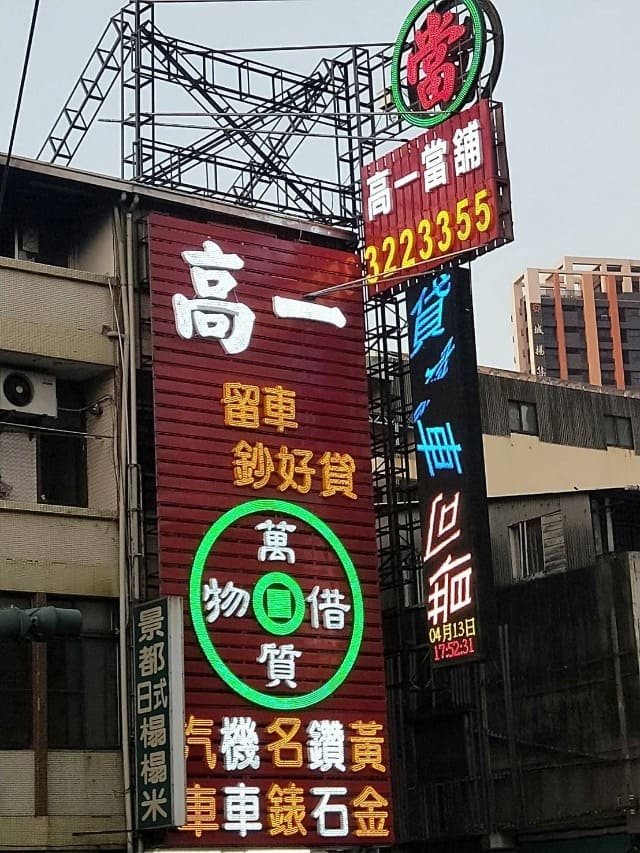 當
高一當舖
3223355
高一
留車
鈔好貸
萬
物 借
質
黃金
鑽石
名錶
機車
汽車
景都日式榻榻米
貸
車
04月13日
17:52:31